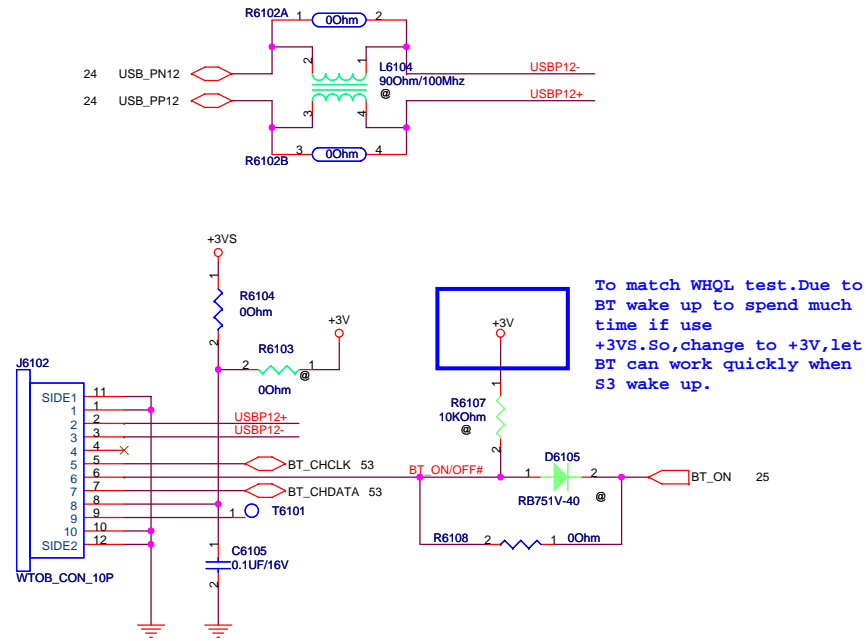 R6102A
1 0Ohm 2
2 1
24 USB_PN12
L6104
90Ohm/100Mhz
@
USBP12-
24 USB_PP12
USBP12+
3 4
R6102B
3 0Ohm 4
+3VS
1
R6104
0Ohm
2
+3V
R6103
2 1
@
0Ohm
+3V
1
R6107
10KOhm
@
2
To match WHQL test.Due to
BT wake up to spend much
time if use
+3VS.So,change to +3V,let
BT can work quickly when
S3 wake up.
J6102
SIDE1 11
1 1
2 2 USBP12+
3 3 USBP12-
4 4
5 5 BT_CHCLK 53
6 6 BT_ON/OFF#
7 7 BT_CHDATA 53
8 8
9 9 1 T6101
10 10
SIDE2 12
WTOB_CON_10P
D6105
1 2
RB751V-40
@
BT_ON 25
R6108 2 1 0Ohm
1
C6105
0.1UF/16V
2